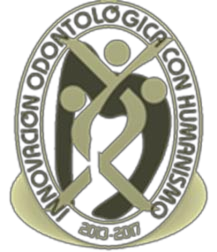 INNOVACIÓN ODONTOLÓGICA CON HUMANISMO
2013-2017